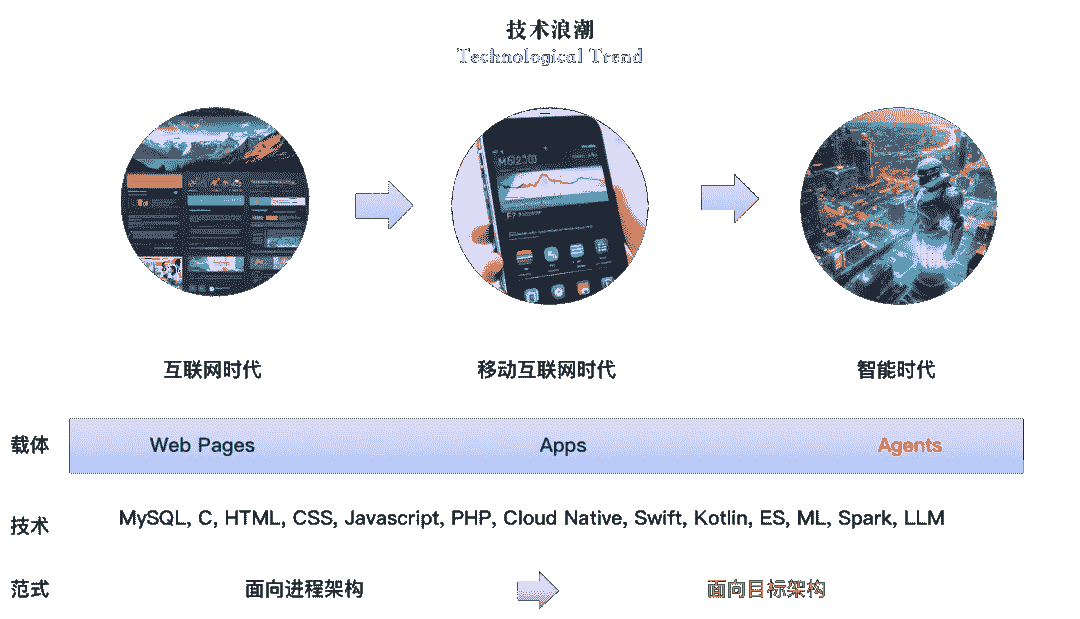 技术浪潮
Technological Trend
互联网时代
移动互联网时代
智能时代
载体
Web Pages
Apps
Agents
技术
MySQL, C, HTML, CSS, Javascript, PHP, Cloud Native, Swift, Kotlin, ES, ML, Spark, LLM
范式
面向进程架构
面向目标架构